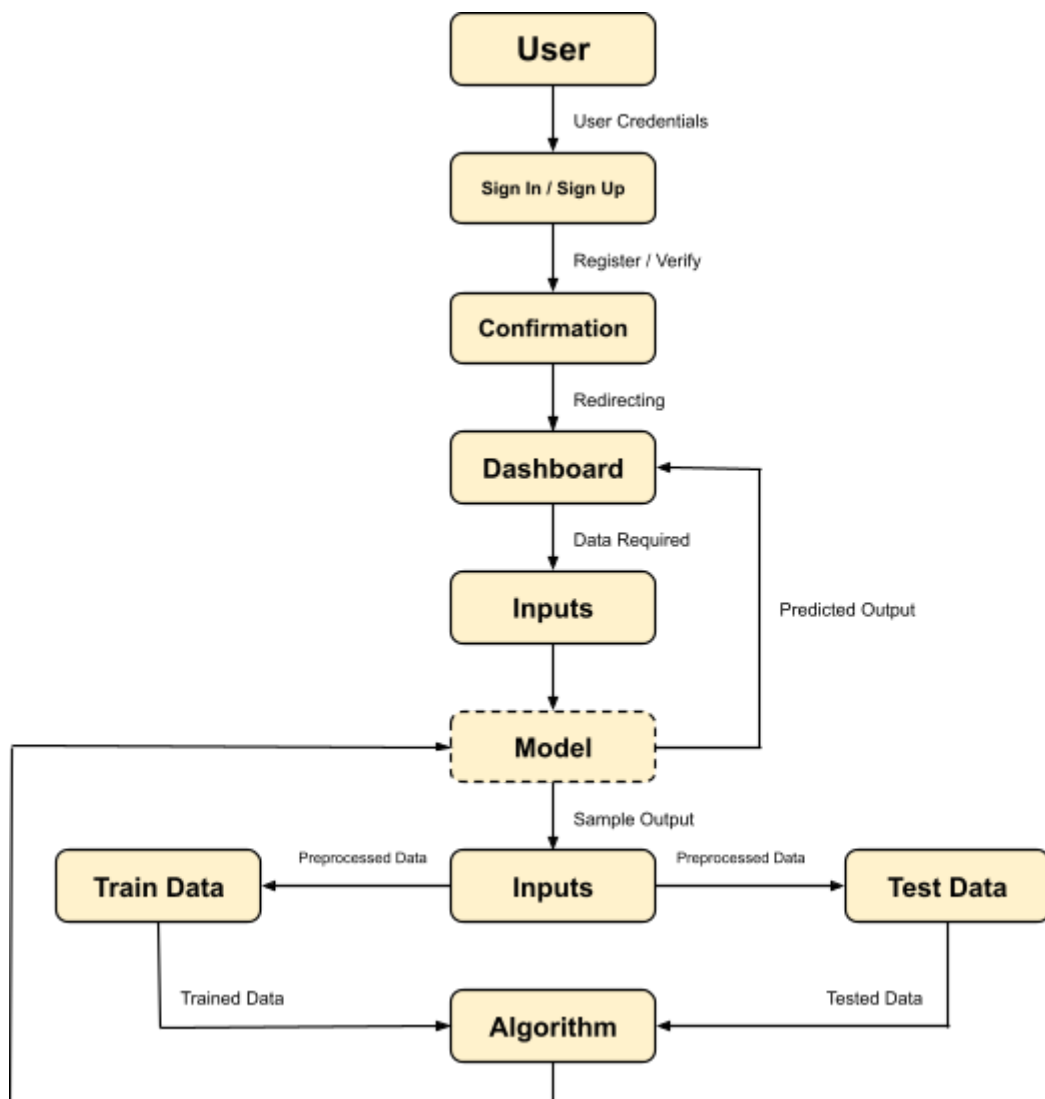 User
User Credentials
Sign In / Sign Up
Register / Verify
Confirmation
Redirecting
Dashboard
Data Required
Inputs
Predicted Output
Model
Sample Output
Preprocessed Data
Preprocessed Data
Train Data
Inputs
Test Data
Trained Data
Tested Data
Algorithm